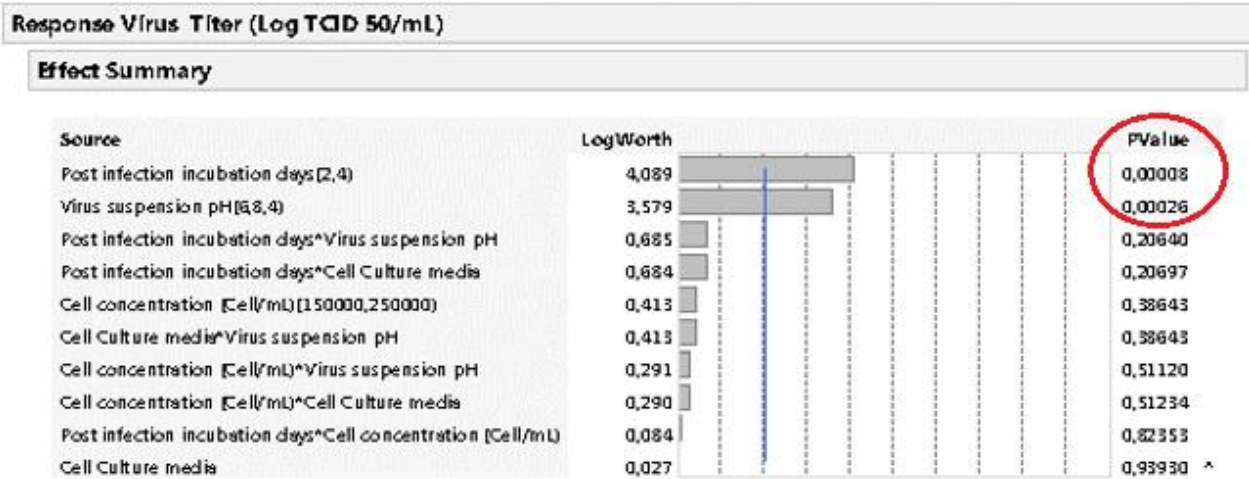 Response Virus Titer (Log TCID 50/mL)
Effect Summary
Source LogWorth PValue
Post infection incubation days(2,4) 4,089 0,00008
Virus suspension pH(6,8,4) 3,579 0,00026
Post infection incubation days*Virus suspension pH 0,685 0,20640
Post infection incubation days*Cell Culture media 0,684 0,20697
Cell concentration (Cell/mL)(150000,250000) 0,413 0,38643
Cell Culture media*Virus suspension pH 0,413 0,38643
Cell concentration (Cell/mL)*Virus suspension pH 0,291 0,51120
Cell concentration (Cell/mL)*Cell Culture media 0,290 0,51234
Post infection incubation days*Cell concentration (Cell/mL) 0,084 0,82353
Cell Culture media 0,027 0,93930 ^